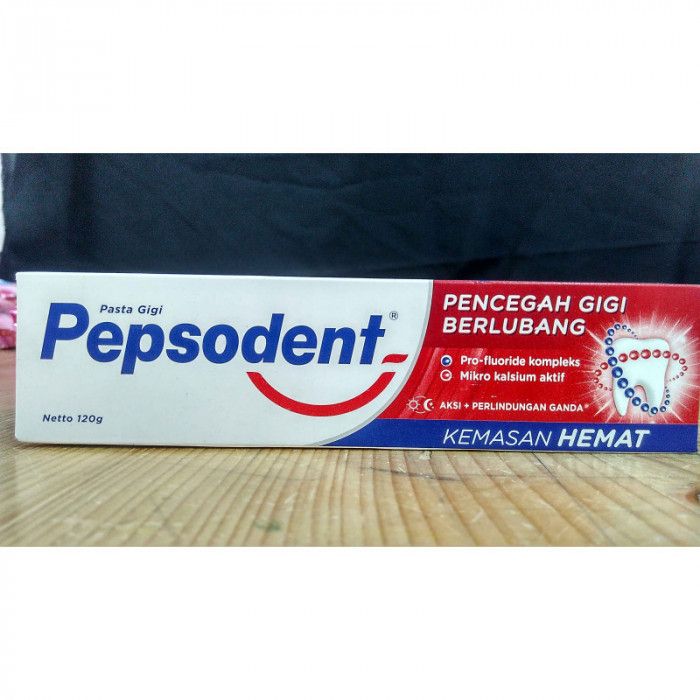 Pasta Gigi
Pepsodent®
Netto 120g
PENCEGAH GIGI
BERLUBANG
Pro-fluoride kompleks
Mikro kalsium aktif
AKSI + PERLINDUNGAN GANDA*
KEMASAN HEMAT